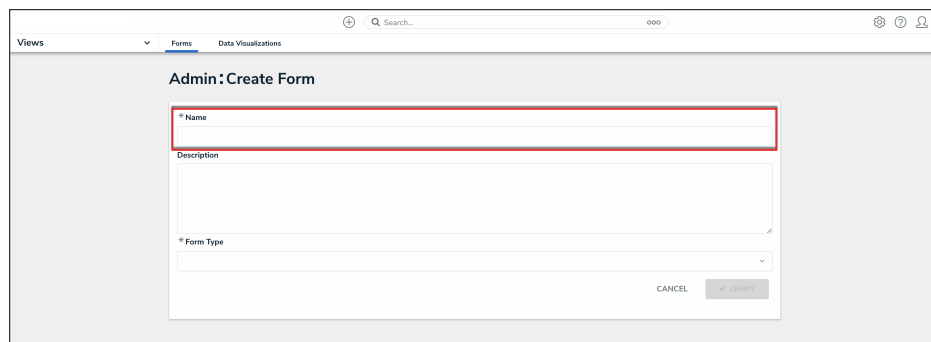 Search...
Views
Forms
Data Visualizations
Admin: Create Form
* Name
Description
* Form Type
CANCEL
CREATE